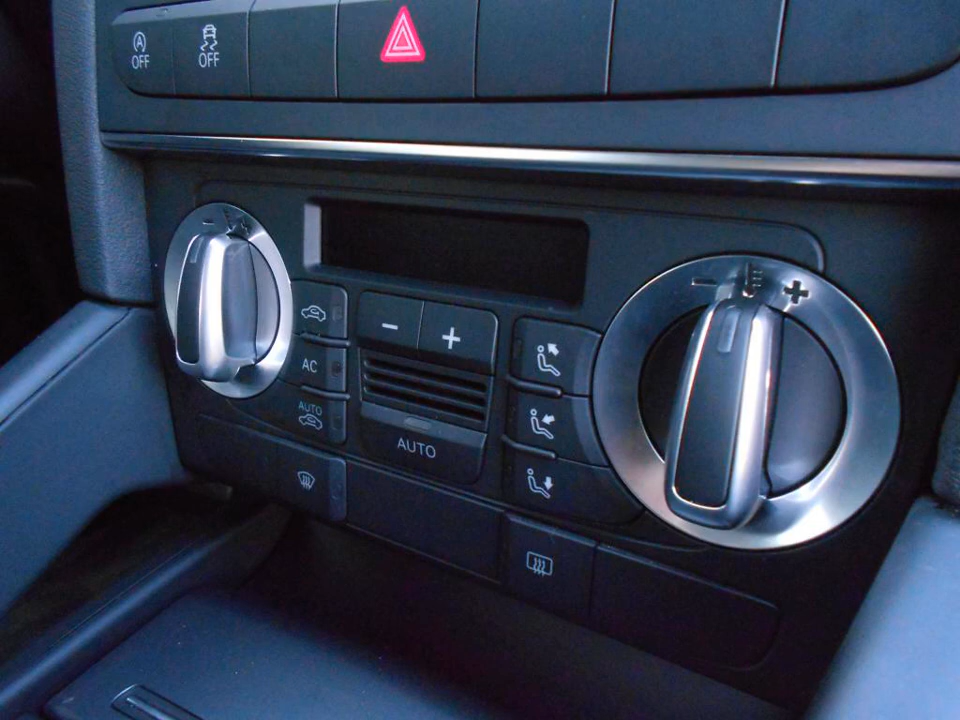 A
OFF
OFF
- +
- +
- +
AC
AUTO
AUTO